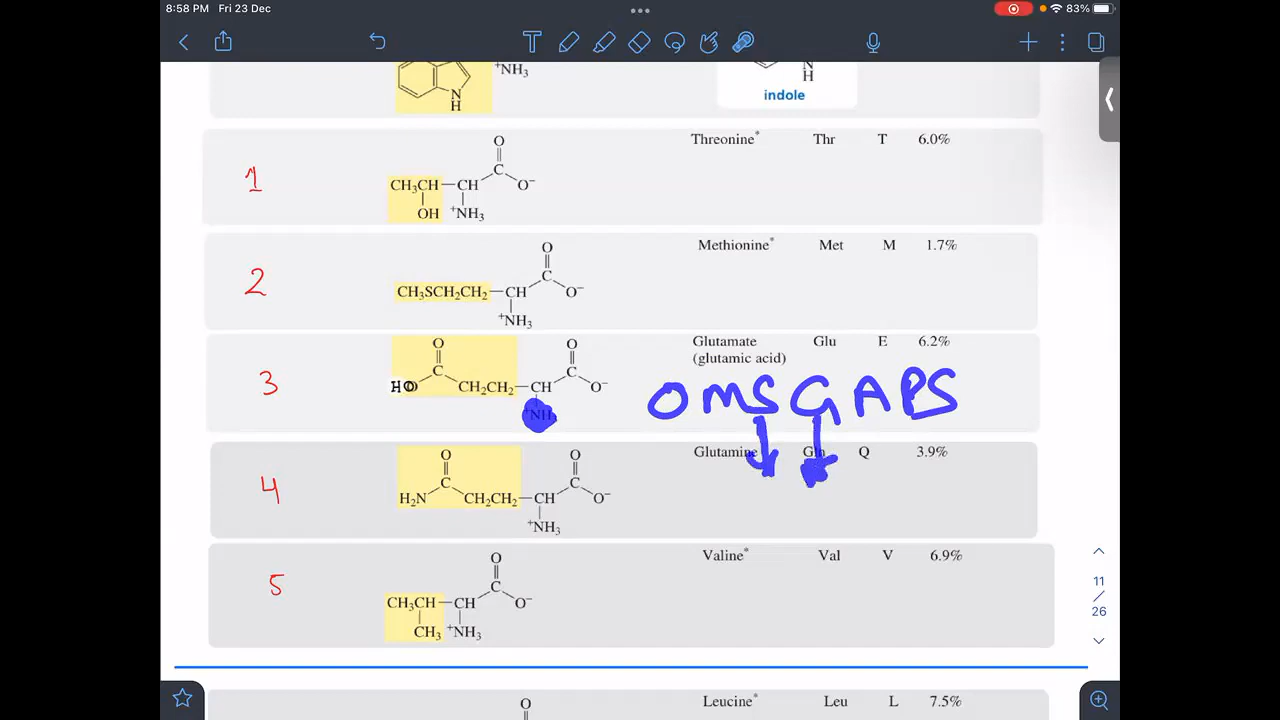 8:58 PM Fri 23 Dec
83%
N
H
+NH3
N
H
indole
1
O
C
CH3CH—CH
O−
OH
+NH3
Threonine* Thr T 6.0%
2
O
C
CH3SCH2CH2—CH
O−
+NH3
Methionine* Met M 1.7%
3
O
O
C
C
HO
CH2CH2—CH
O−
Glutamate Glu E 6.2%
(glutamic acid)
OMSGAPS
4
O
O
C
C
H2N
CH2CH2—CH
O−
+NH3
Glutamine Gln Q 3.9%
5
O
C
CH3CH—CH
O−
CH3
+NH3
Valine* Val V 6.9%
11
/
26
O
Leucine* Leu L 7.5%